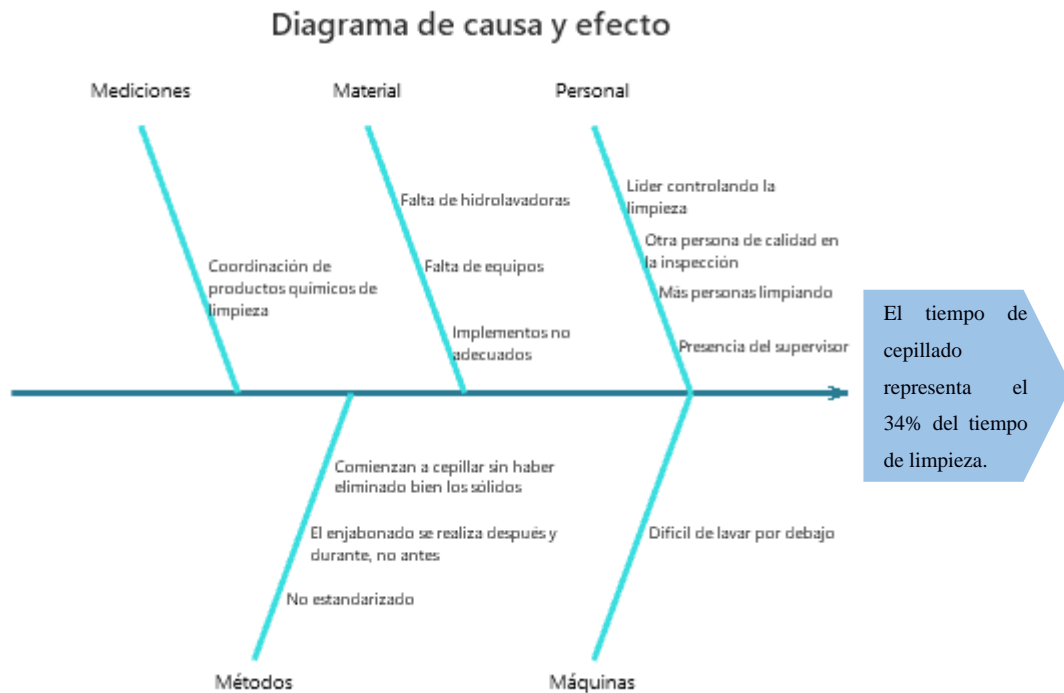 Diagrama de causa y efecto
Mediciones
Material
Personal
Coordinación de
productos químicos de
limpieza
Falta de hidrolavadoras
Falta de equipos
Implementos no
adecuados
Líder controlando la
limpieza
Otra persona de calidad en
la inspección
Más personas limpiando
Presencia del supervisor
El tiempo de
cepillado
representa el
34% del tiempo
de limpieza.
Comienzan a cepillar sin haber
eliminado bien los sólidos
El enjabonado se realiza después y
durante, no antes
No estandarizado
Dificil de lavar por debajo
Métodos
Máquinas